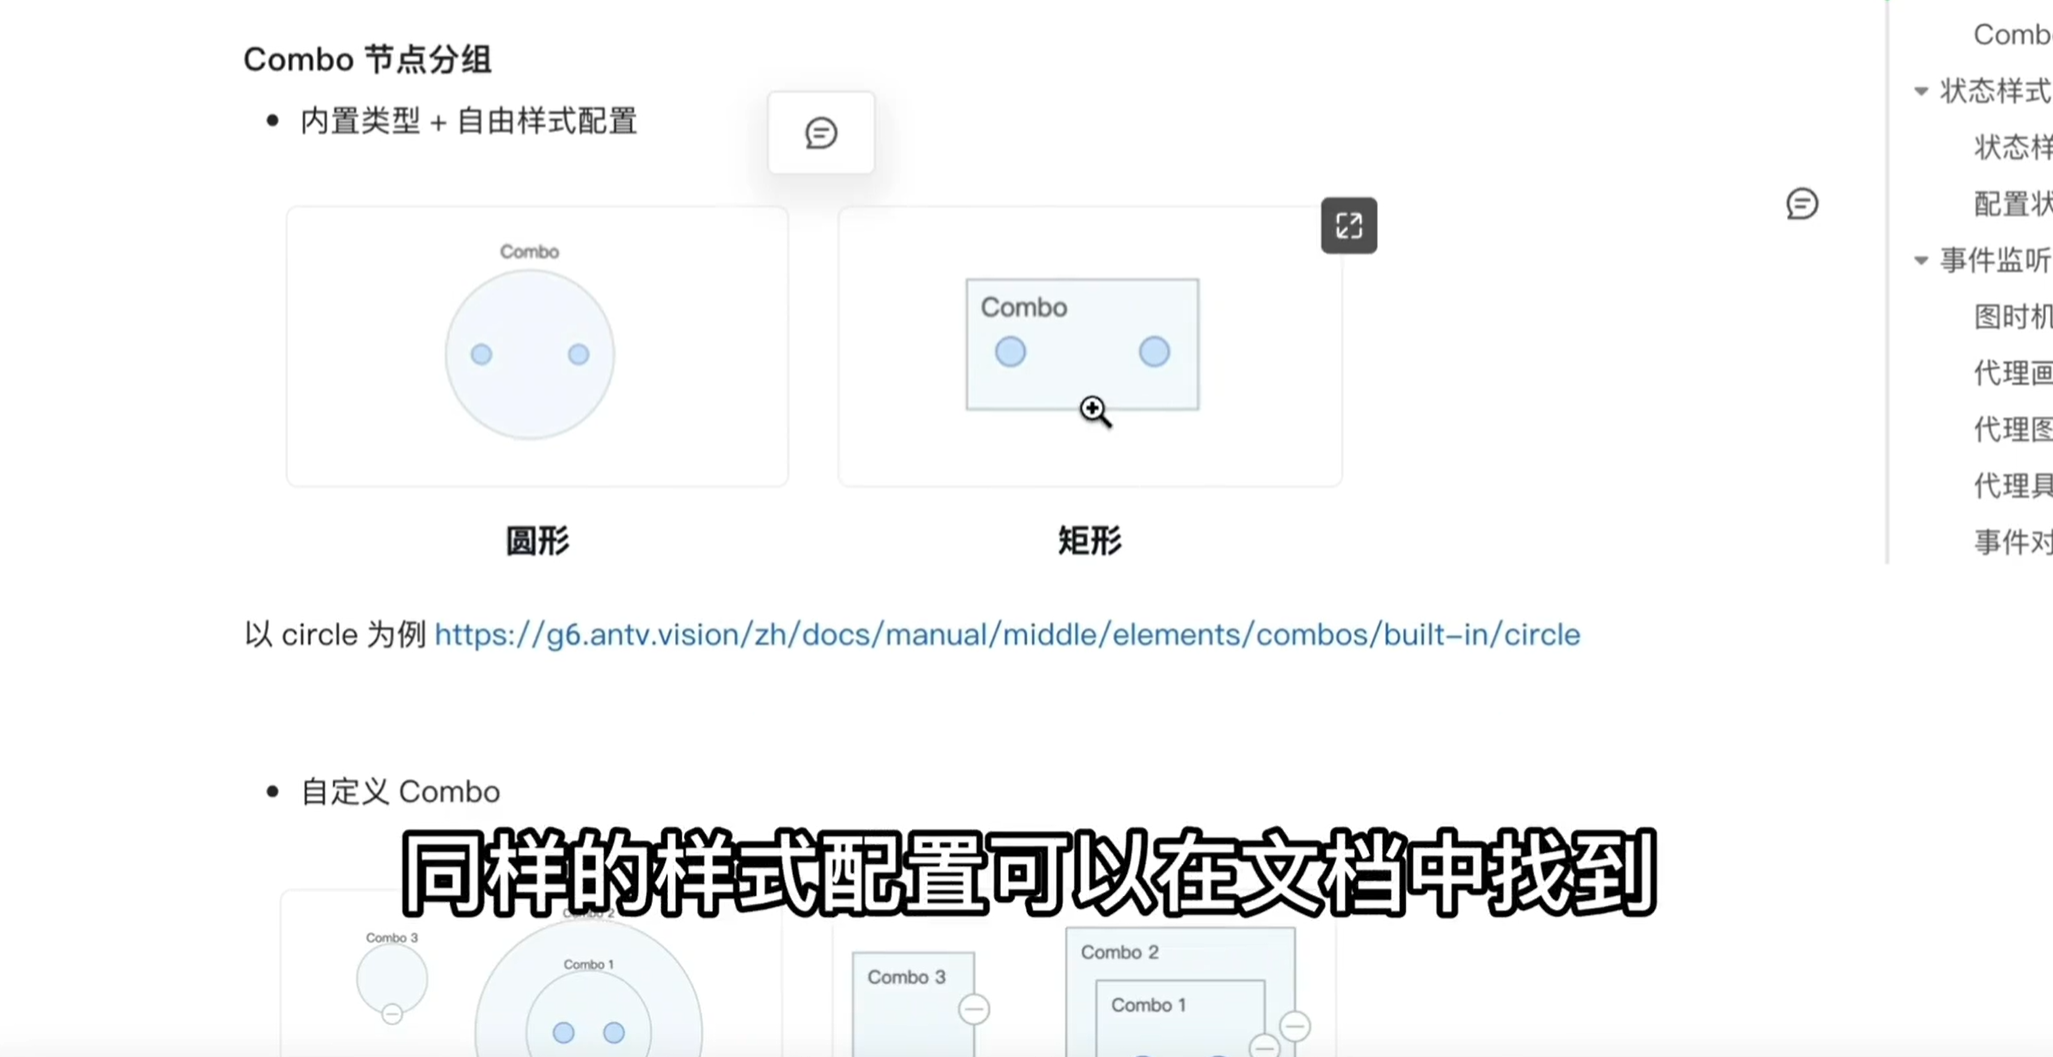 Combo 节点分组
内置类型 + 自由样式配置
Combo
Combo
圆形
矩形
以 circle 为例 https://g6.antv.vision/zh/docs/manual/middle/elements/combos/built-in/circle
自定义 Combo
同样的样式配置可以在文档中找到
Combo 2
Combo 3
Combo 1
Combo 3
Combo 2
Combo 1
Comb
状态样式
状态样
配置状
事件监听
图时机
代理画
代理图
代理具
事件对